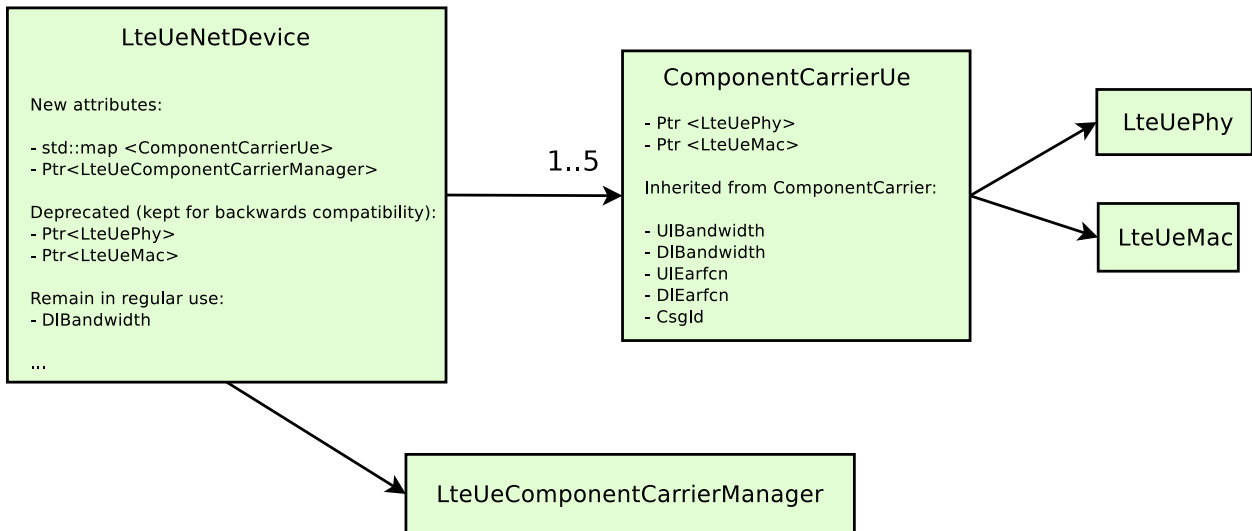 LteUeNetDevice
New attributes:
- std::map <ComponentCarrierUe>
- Ptr<LteUeComponentCarrierManager>
Deprecated (kept for backwards compatibility):
- Ptr<LteUePhy>
- Ptr<LteUeMac>
Remain in regular use:
- DlBandwidth
...
1..5
ComponentCarrierUe
- Ptr <LteUePhy>
- Ptr <LteUeMac>
Inherited from ComponentCarrier:
- UlBandwidth
- DlBandwidth
- UlEarfcn
- DlEarfcn
- CsgId
LteUePhy
LteUeMac
LteUeComponentCarrierManager